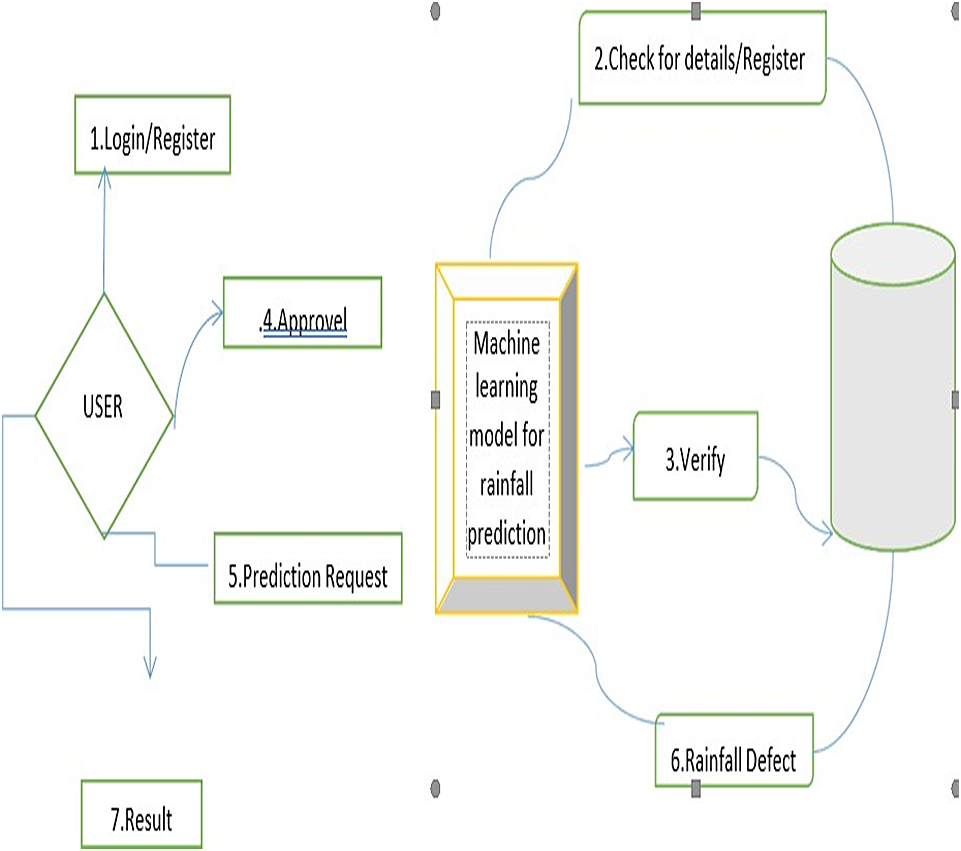 2.Check for details/Register
1.Login/Register
.4.Approvel
USER
Machine
learning
model for
rainfall
prediction
3.Verify
5.Prediction Request
6.Rainfall Defect
7.Result